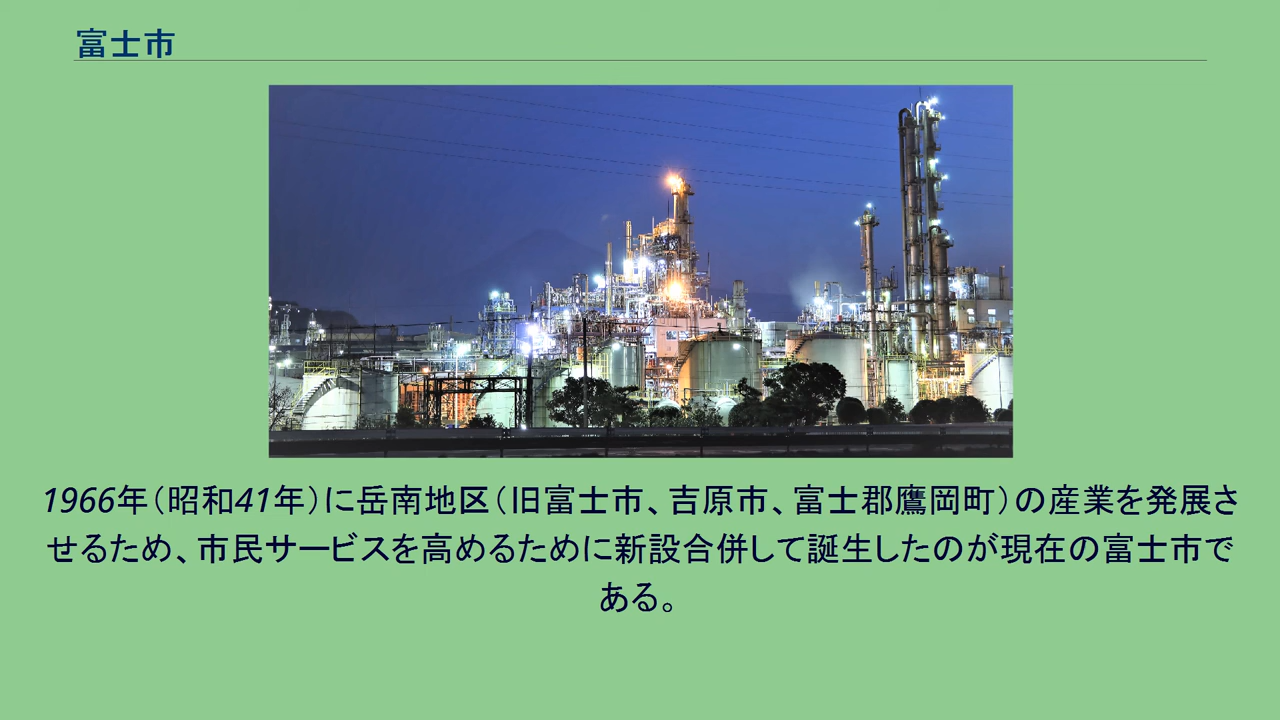 富士市
1966年（昭和41年）に岳南地区（旧富士市、吉原市、富士郡鷹岡町）の産業を発展さ
せるため、市民サービスを高めるために新設合併して誕生したのが現在の富士市で
ある。